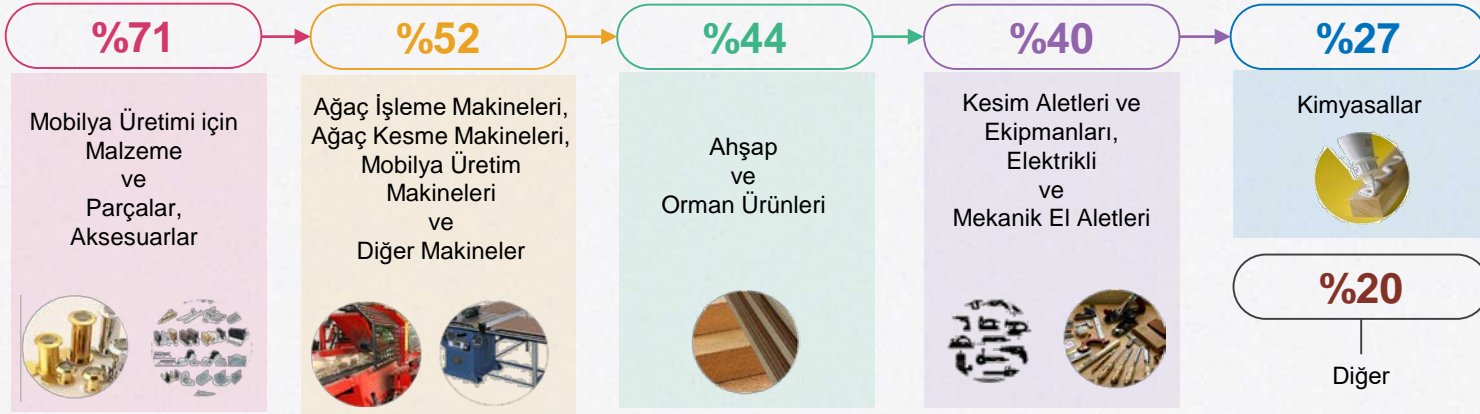 %71
Mobilya Üretimi için
Malzeme
ve
Parçalar,
Aksesuarlar
%52
Ağaç İşleme Makineleri,
Ağaç Kesme Makineleri,
Mobilya Üretim
Makineleri
ve
Diğer Makineler
%44
Ahşap
ve
Orman Ürünleri
%40
Kesim Aletleri ve
Ekipmanları,
Elektrikli
ve
Mekanik El Aletleri
%27
Kimyasallar
%20
Diğer